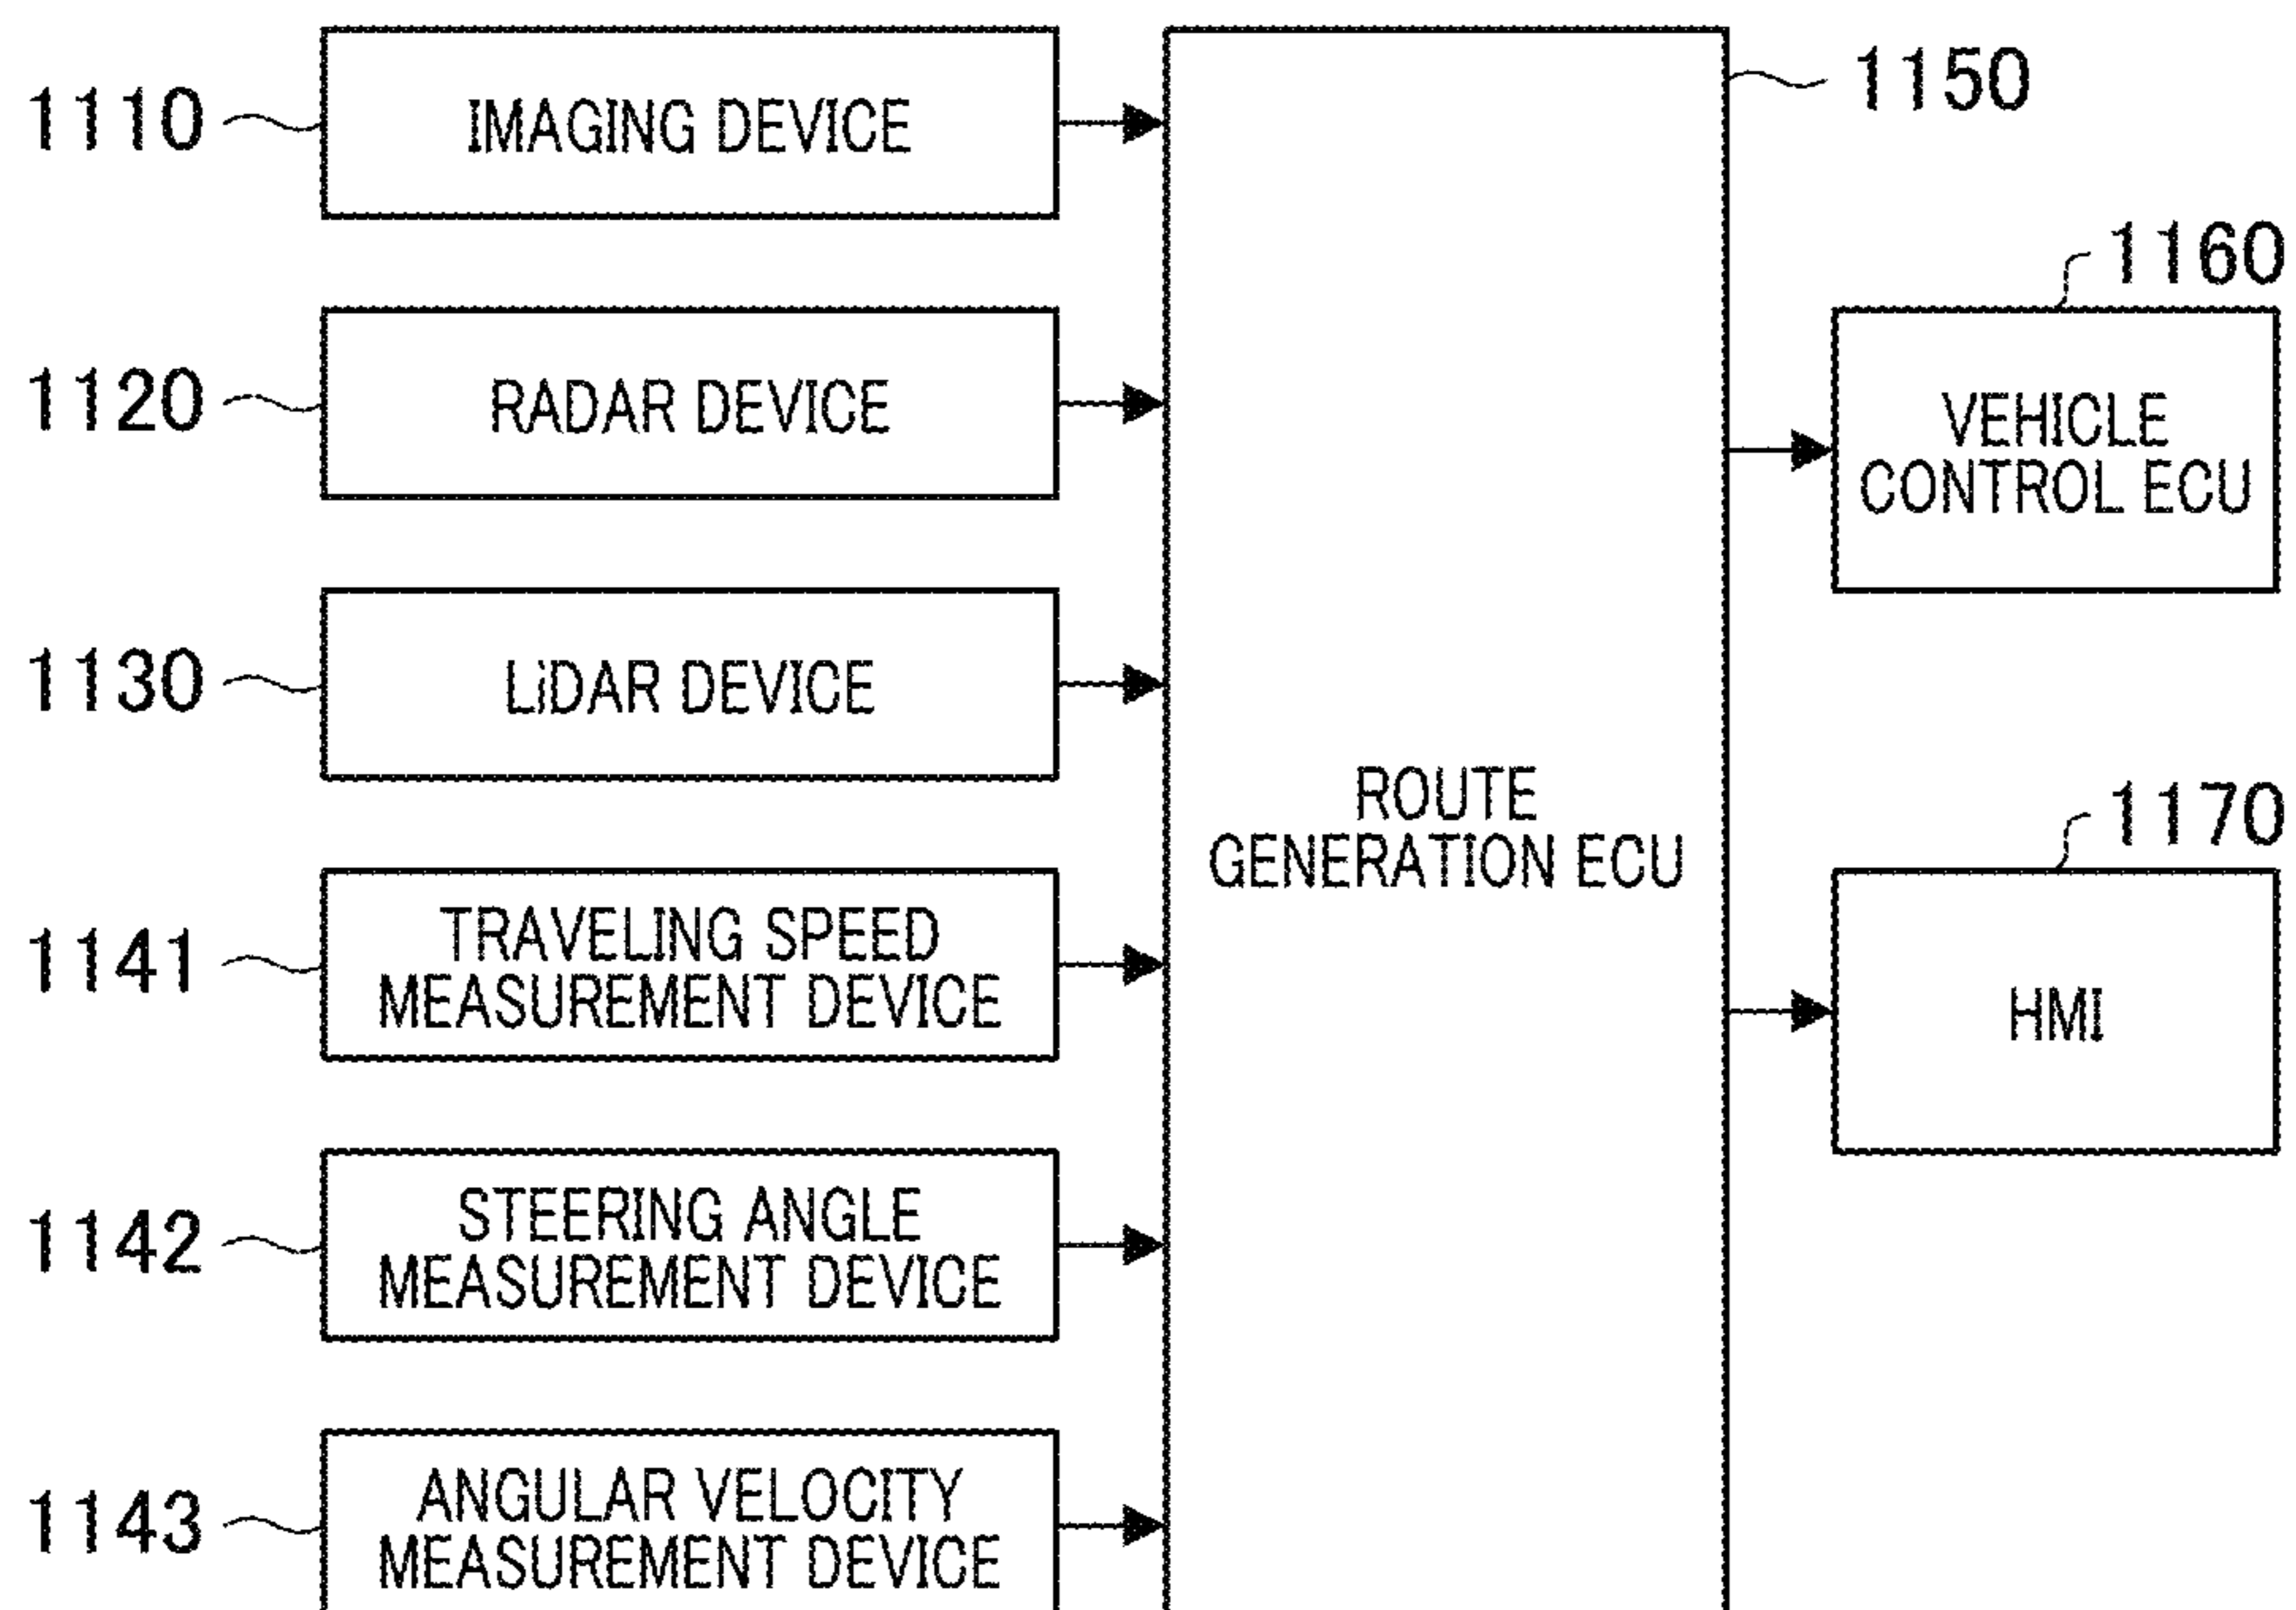 1110
IMAGING DEVICE
1120
RADAR DEVICE
1130
LiDAR DEVICE
1141
TRAVELING SPEED
MEASUREMENT DEVICE
1142
STEERING ANGLE
MEASUREMENT DEVICE
1143
ANGULAR VELOCITY
MEASUREMENT DEVICE
1150
ROUTE
GENERATION ECU
1160
VEHICLE
CONTROL ECU
1170
HMI